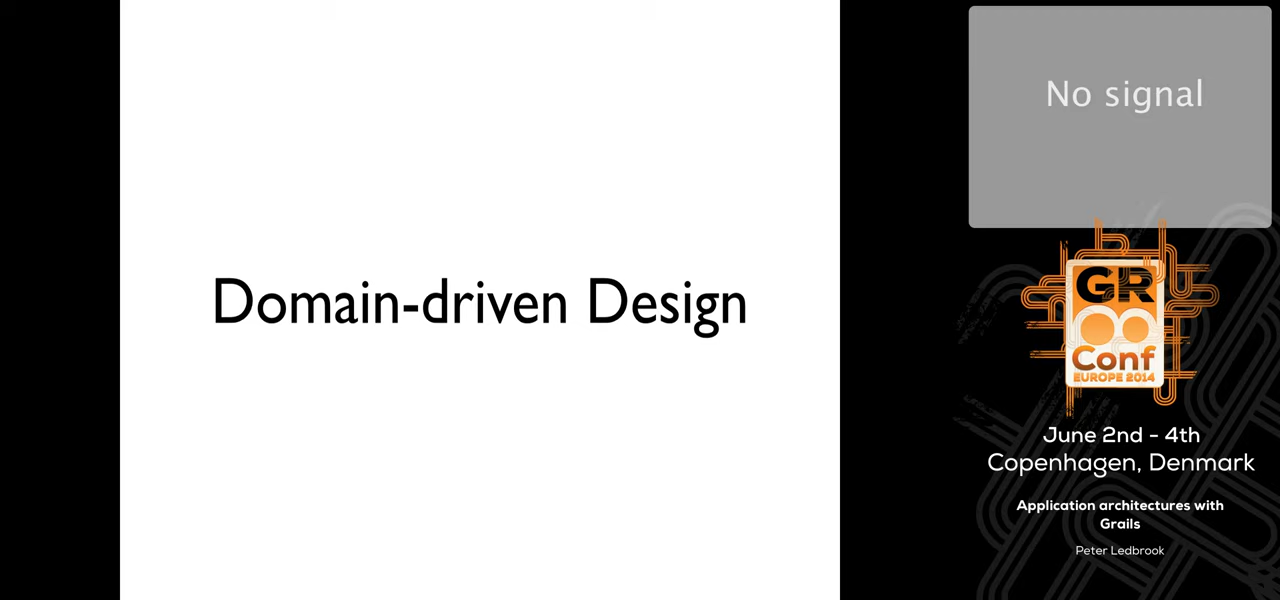 Domain-driven Design
No signal
GR
Conf
EUROPE 2014
June 2nd - 4th
Copenhagen, Denmark
Application architectures with
Grails
Peter Ledbrook